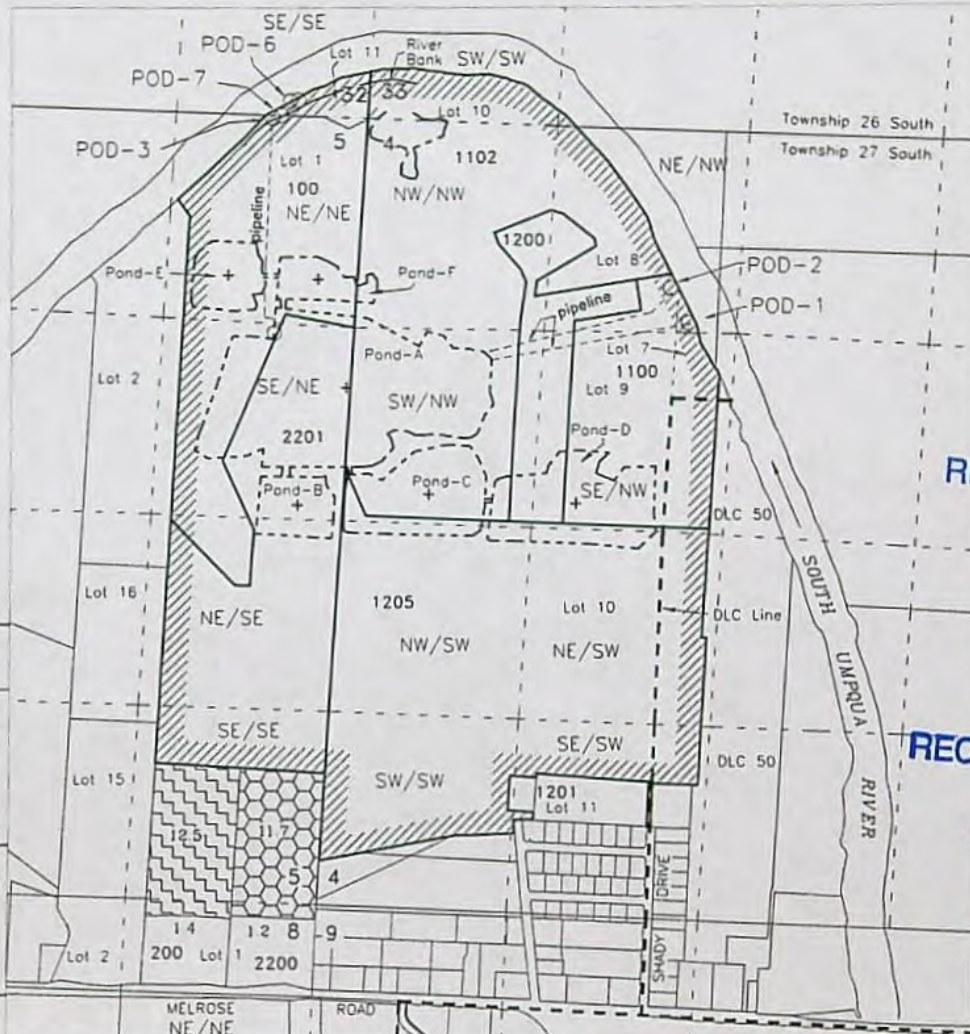 SE/SE
POD-6
Lot 11
River
Bank
SW/SW
POD-7
32
33
Lot 10
Township 26 South
POD-3
5
4
Township 27 South
Lot 1
1102
NE/NW
100
NW/NW
NE/NE
pipeline
1200
Lot 8
Pond-E
Pond-F
POD-2
pipeline
POD-1
Pond-A
Lot 7
Lot 2
SE/NE
1100
SW/NW
Lot 9
2201
Pond-D
Pond-B
Pond-C
SE/NW
DLC 50
Lot 16
1205
Lot 10
SOUTH
NE/SE
DLC Line
NW/SW
NE/SW
UMPQUA
SE/SE
SE/SW
REC
DLC 50
Lot 15
SW/SW
RIVER
1201
Lot 11
12.5
11.7
5
4
DRIVE
14
12
8
9
Lot 2
200
Lot 1
2200
SHADY
MELROSE
ROAD
NE/NE